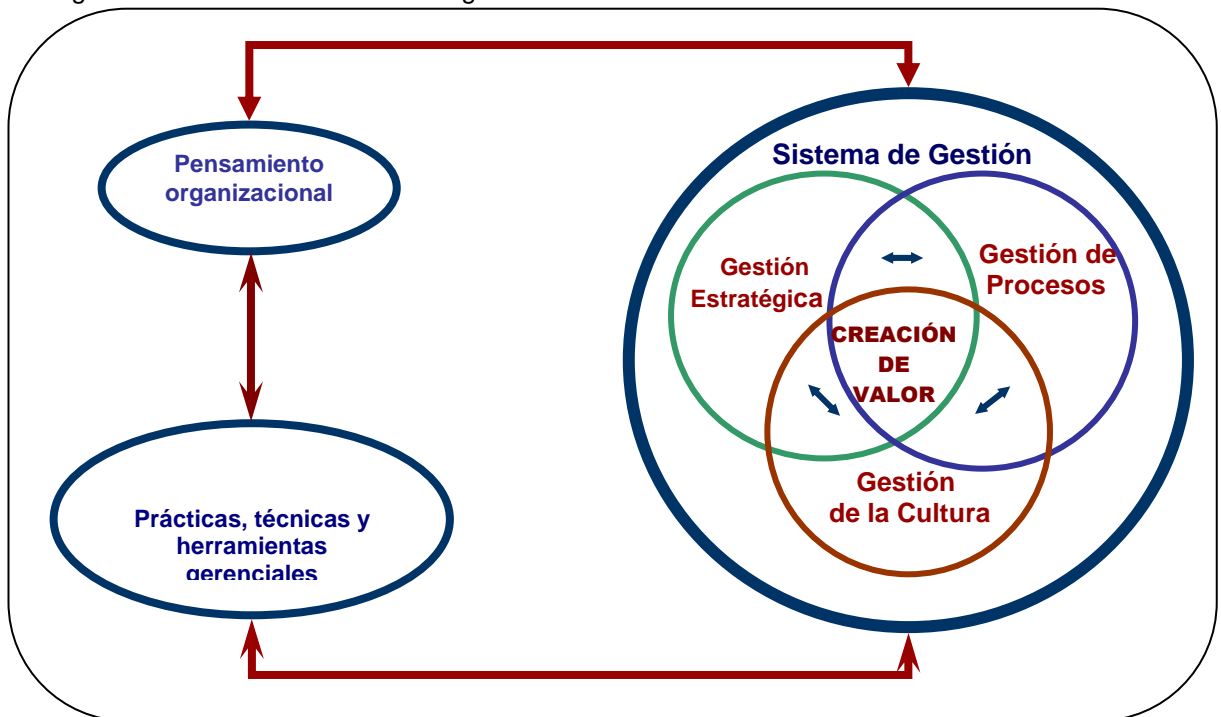 Pensamiento
organizacional
Prácticas, técnicas y
herramientas
gerenciales
Sistema de Gestión
Gestión
Estratégica
Gestión de
Procesos
CREACIÓN
DE
VALOR
Gestión
de la Cultura